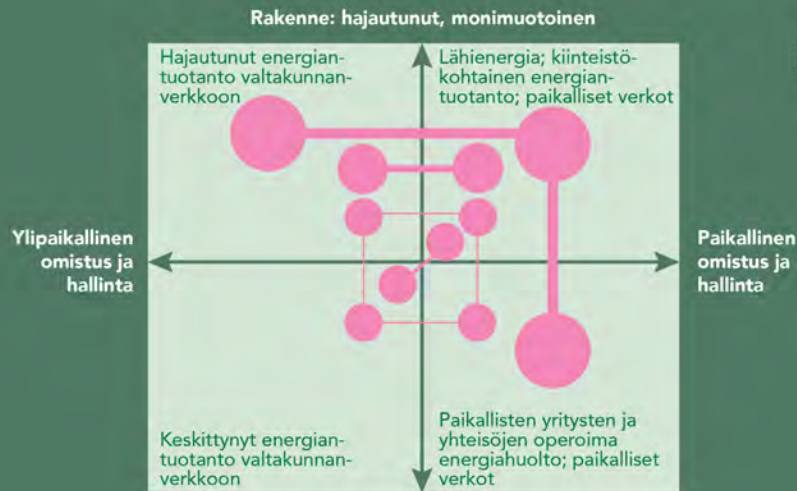 Rakenne: hajautunut, monimuotoinen
Hajautunut energian-
tuotanto valtakunnan-
verkkoon
Lähienergia; kiinteistö-
kohtainen energian-
tuotanto; paikalliset verkot
Ylipaikallinen
omistus ja
hallinta
Paikallinen
omistus ja
hallinta
Keskittynyt energian-
tuotanto valtakunnan-
verkkoon
Paikallisten yritysten ja
yhteisöjen operoima
energiahuolto; paikalliset
verkot